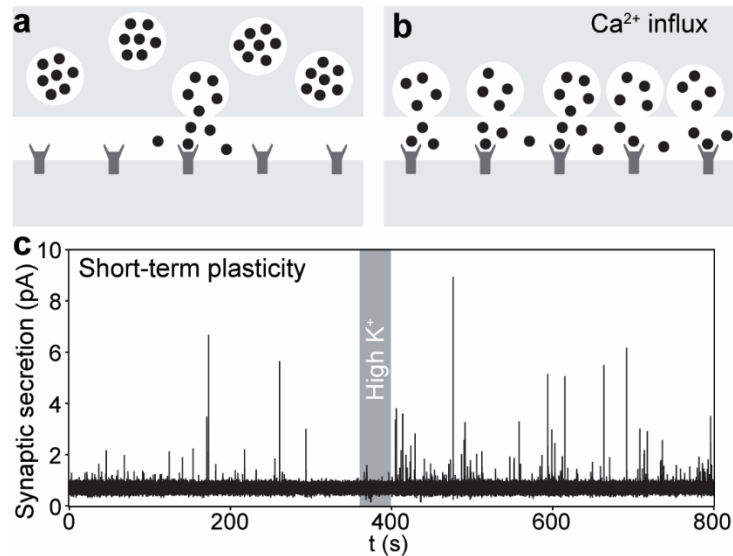 a
b
Ca²⁺ influx
c
Short-term plasticity
High K⁺
Synaptic secretion (pA)
10
8
6
4
2
0
0
200
400
600
800
t (s)